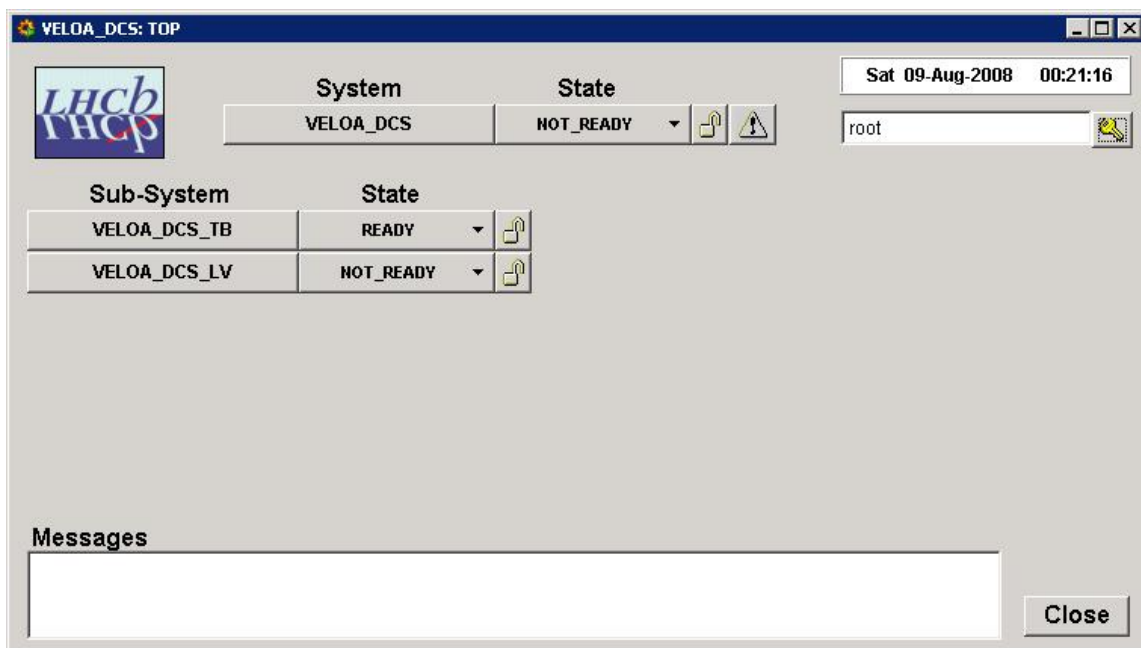 VELOA_DCS: TOP
LHCb
LHCb
System State
Sat 09-Aug-2008 00:21:16
VELOA_DCS NOT_READY
root
Sub-System State
VELOA_DCS_TB READY
VELOA_DCS_LV NOT_READY
Messages
Close